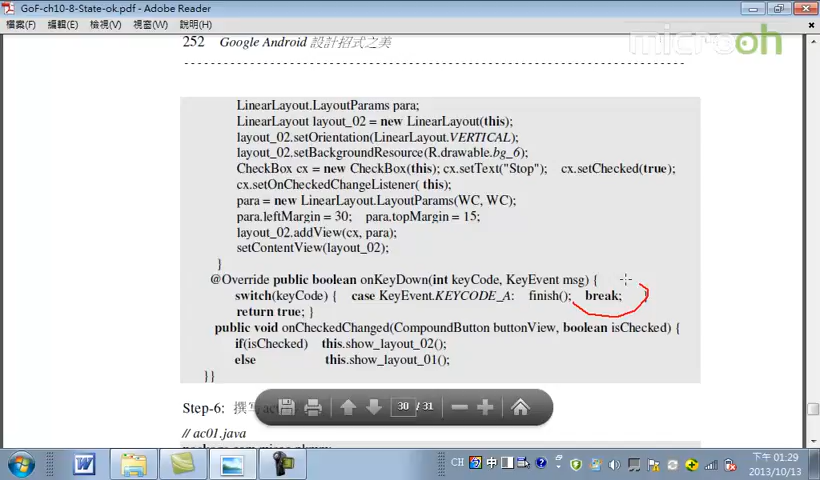 GoF-ch10-8-State-ok.pdf - Adobe Reader
檔案(F) 編輯(E) 檢視(V) 視窗(W) 說明(H)
252 Google Android 設計招式之美
microoh
LinearLayout.LayoutParams para;
LinearLayout layout_02 = new LinearLayout(this);
layout_02.setOrientation(LinearLayout.VERTICAL);
layout_02.setBackgroundResource(R.drawable.bg_6);
CheckBox cx = new CheckBox(this); cx.setText("Stop"); cx.setChecked(true);
cx.setOnCheckedChangeListener( this);
para = new LinearLayout.LayoutParams(WC, WC);
para.leftMargin = 30; para.topMargin = 15;
layout_02.addView(cx, para);
setContentView(layout_02);
}
@Override public boolean onKeyDown(int keyCode, KeyEvent msg) {
switch(keyCode) { case KeyEvent.KEYCODE_A: finish(); break; }
return true; }
public void onCheckedChanged(CompoundButton buttonView, boolean isChecked) {
if(isChecked) this.show_layout_02();
else this.show_layout_01();
}}
30 / 31
Step-6: 撰寫
// ac01.java
CH 中
下午 01:29
2013/10/13